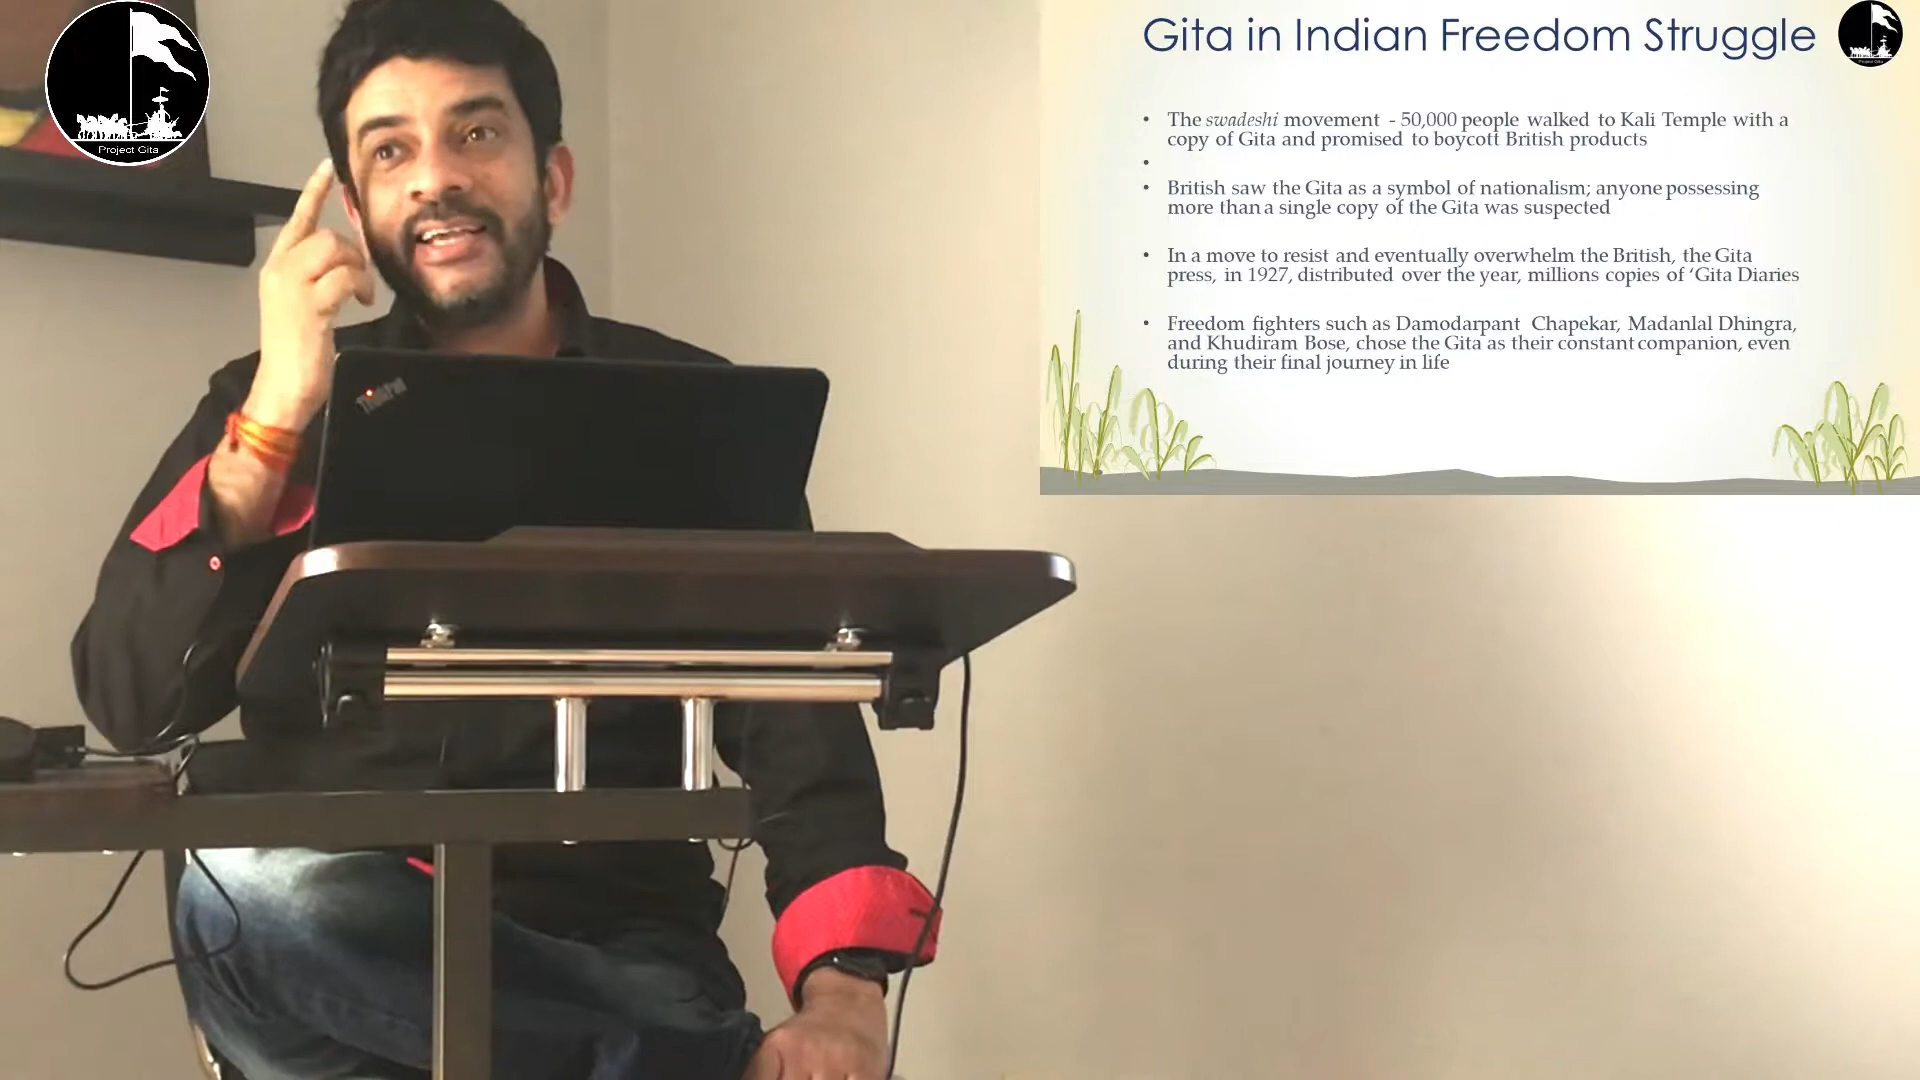 Project Gita
Gita in Indian Freedom Struggle
Project Gita
• The swadeshi movement - 50,000 people walked to Kali Temple with a
copy of Gita and promised to boycott British products
•
• British saw the Gita as a symbol of nationalism; anyone possessing
more than a single copy of the Gita was suspected
• In a move to resist and eventually overwhelm the British, the Gita
press, in 1927, distributed over the year, millions copies of ‘Gita Diaries
• Freedom fighters such as Damodarpant Chapekar, Madanlal Dhingra,
and Khudiram Bose, chose the Gita as their constant companion, even
during their final journey in life
ThinkPad